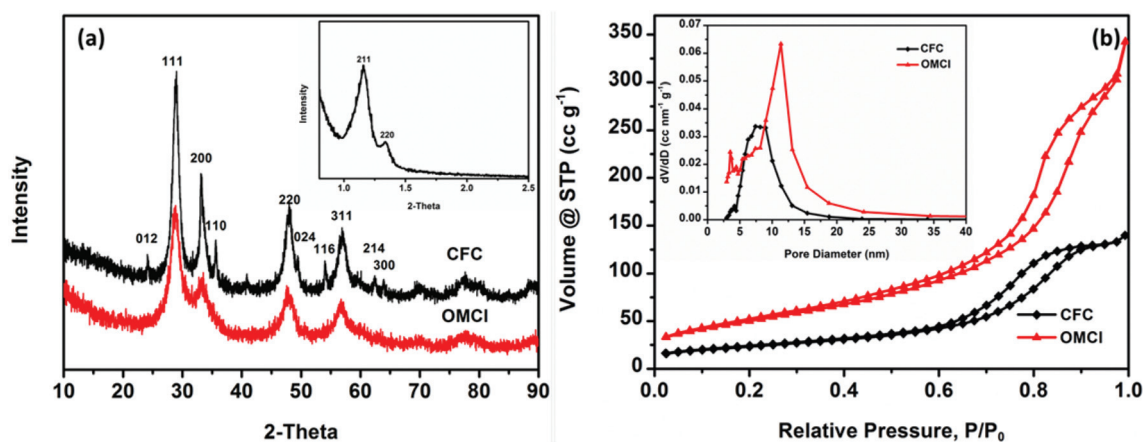 (a)
111
200
110
012
220
024
116
311
214
300
CFC
OMCI
Intensity
10 20 30 40 50 60 70 80 90
2-Theta
211
220
Intensity
1.0 1.5 2.0 2.5
2-Theta
(b)
Volume @ STP (cc g⁻¹)
350
300
250
200
150
100
50
0
0.0 0.2 0.4 0.6 0.8 1.0
Relative Pressure, P/P₀
CFC
OMCI
dV/dD (cc nm⁻¹ g⁻¹)
0.07
0.06
0.05
0.04
0.03
0.02
0.01
0.00
0 5 10 15 20 25 30 35 40
Pore Diameter (nm)
CFC
OMCI